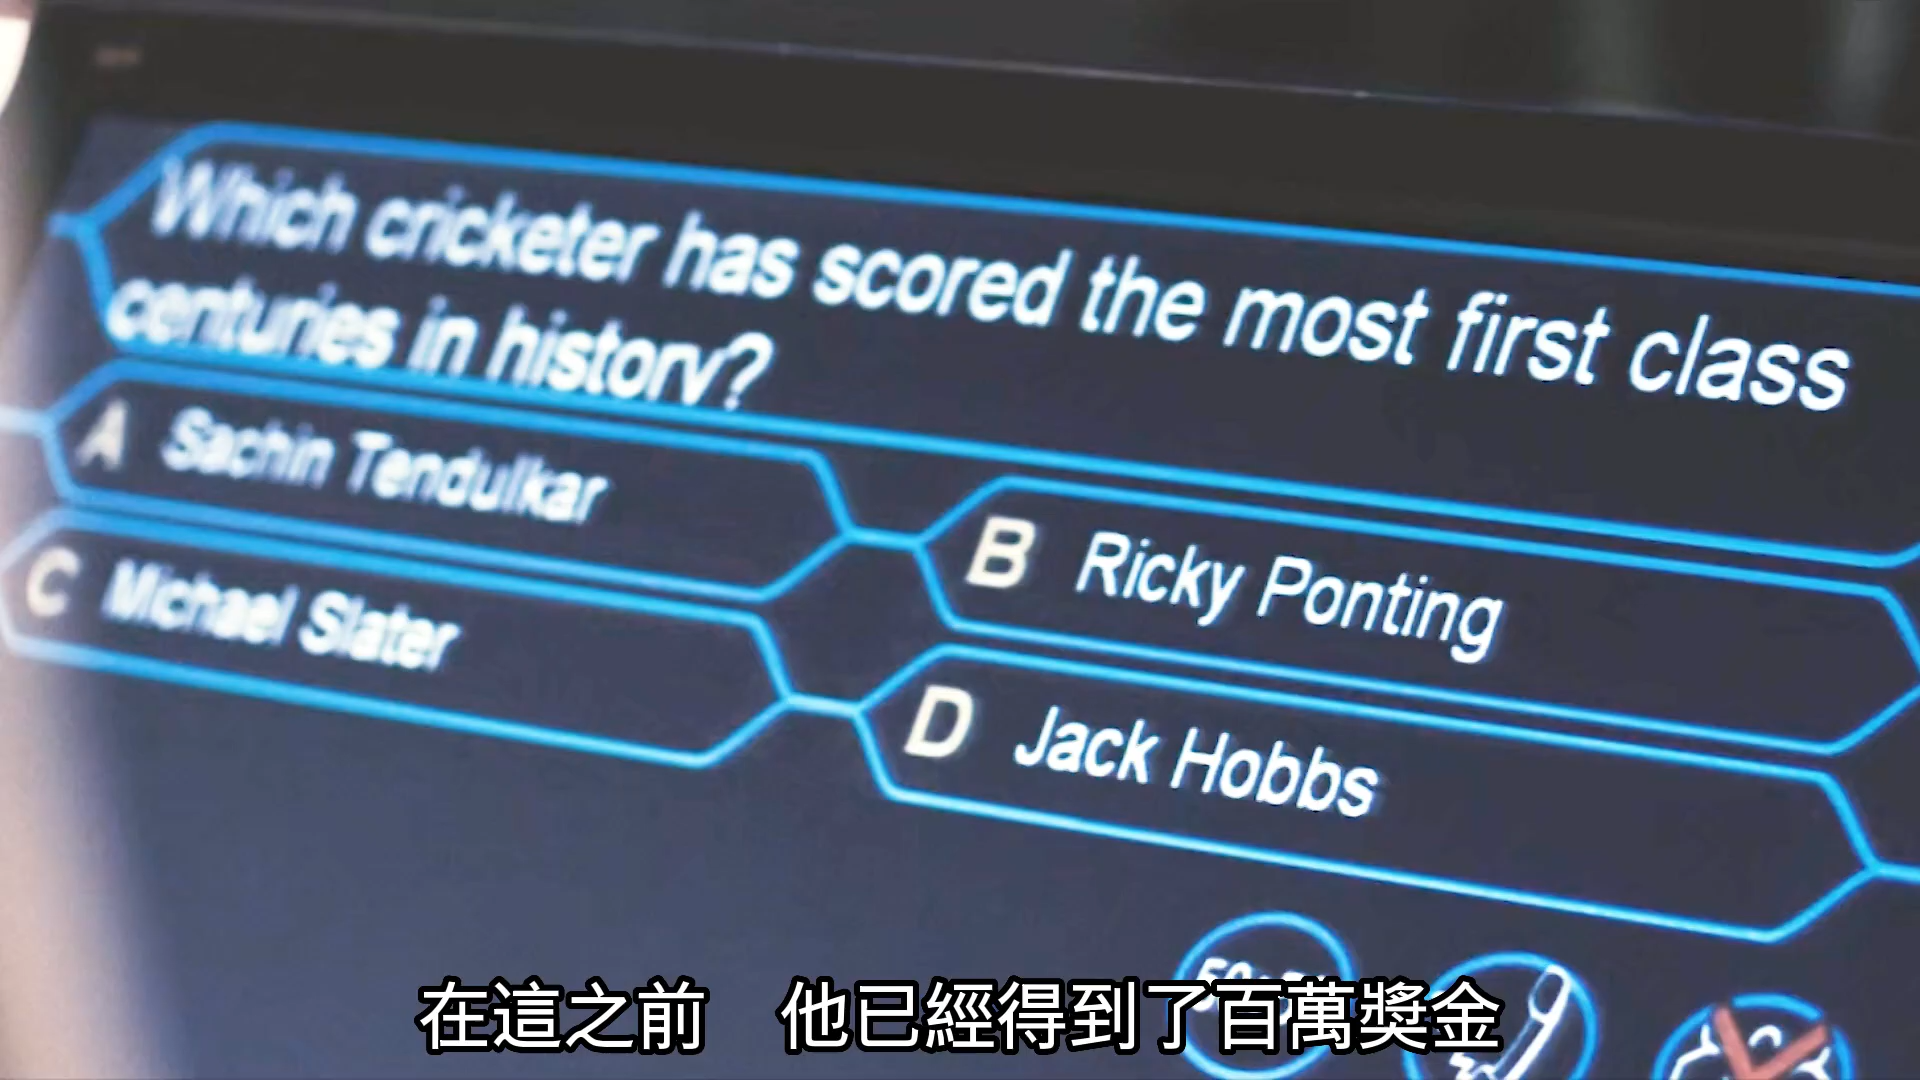 Which cricketer has scored the most first class
centuries in history?
A Sachin Tendulkar
B Ricky Ponting
C Michael Slater
D Jack Hobbs
在這之前 他已經得到了百萬獎金